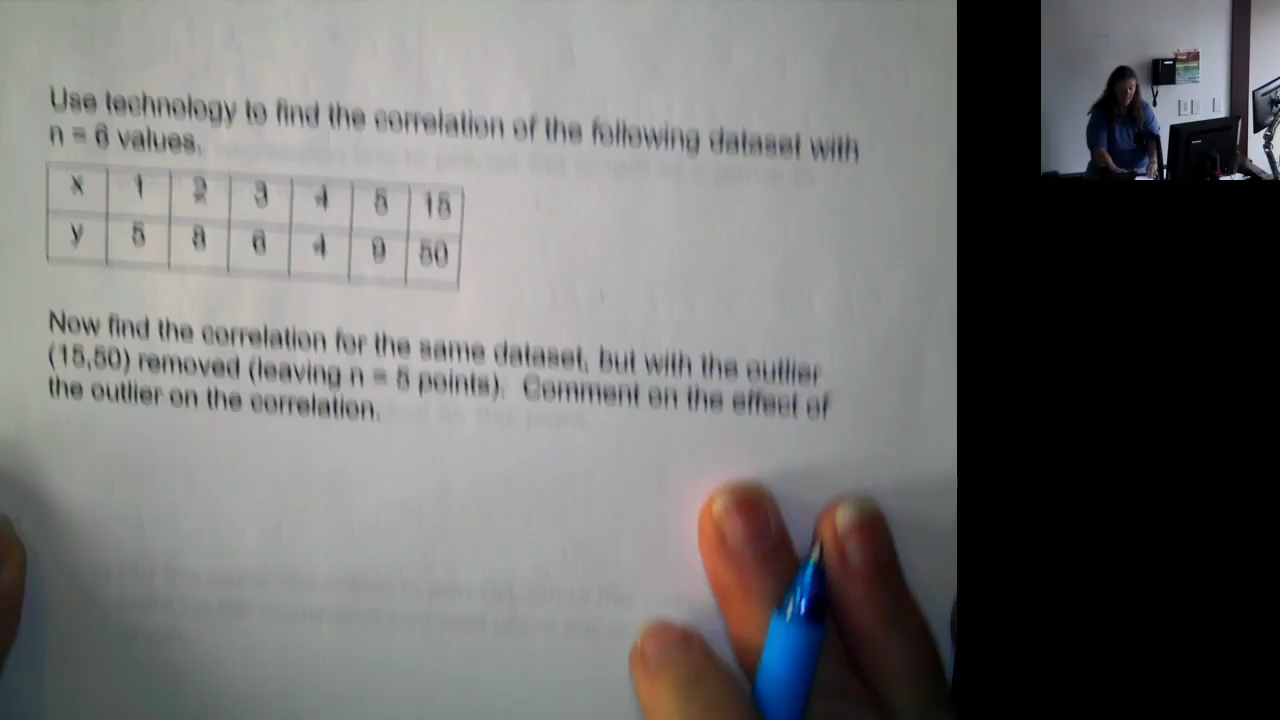 Use technology to find the correlation of the following dataset with
n = 6 values.
x 1 2 3 4 5 15
y 5 8 6 4 9 50
Now find the correlation for the same dataset, but with the outlier
(15,50) removed (leaving n = 5 points). Comment on the effect of
the outlier on the correlation.